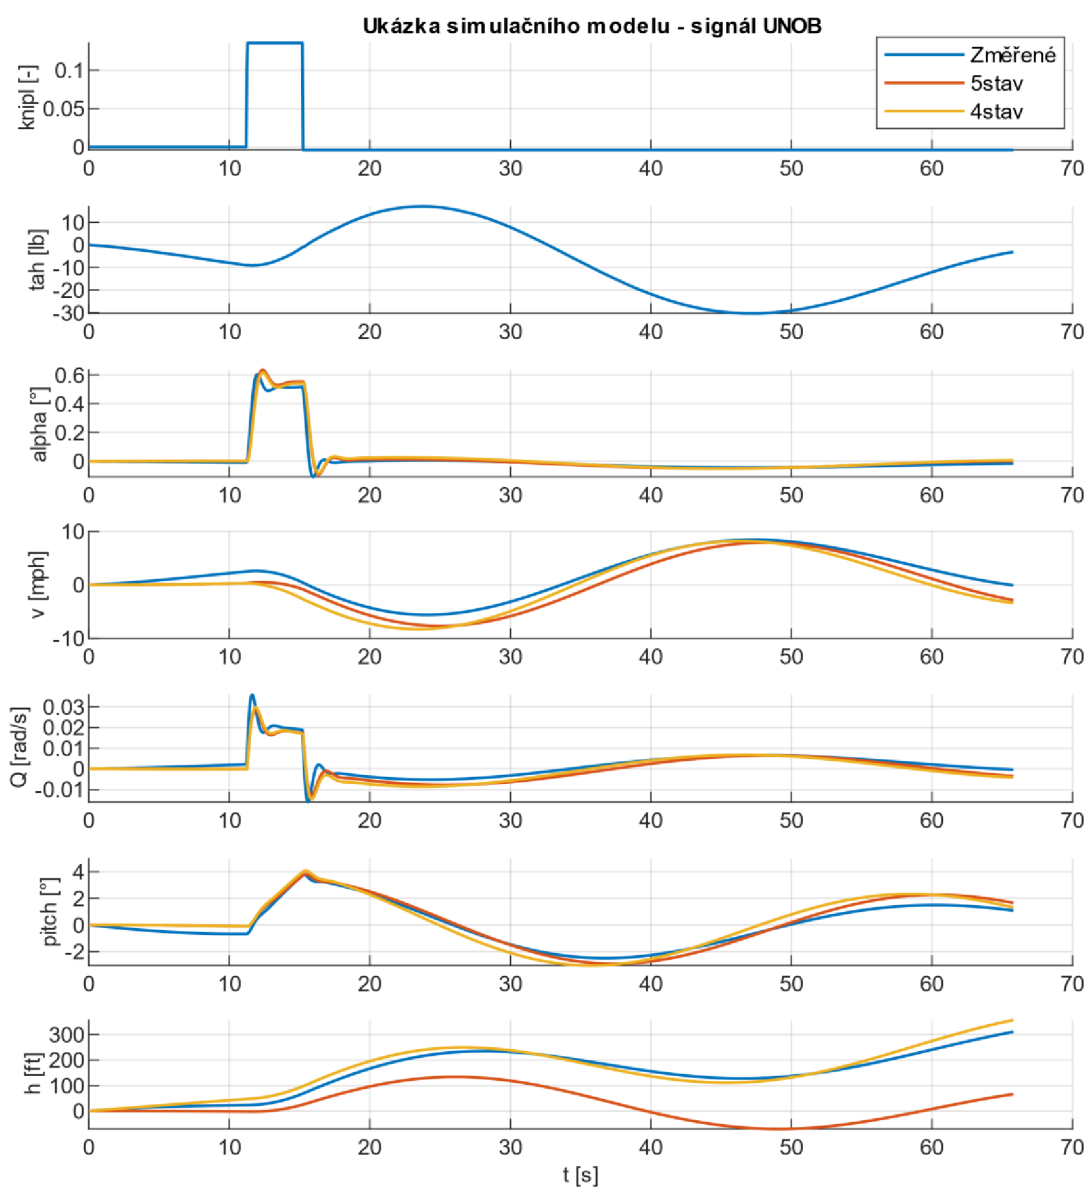 Ukázka simulačního modelu - signál UNOB
Změřené
5stav
4stav
knipl [-]
0.1
0.05
0
0 10 20 30 40 50 60 70
tah [lb]
10
0
-10
-20
-30
0 10 20 30 40 50 60 70
alpha [°]
0.6
0.4
0.2
0
0 10 20 30 40 50 60 70
v [mph]
10
0
-10
0 10 20 30 40 50 60 70
Q [rad/s]
0.03
0.02
0.01
0
-0.01
0 10 20 30 40 50 60 70
pitch [°]
4
2
0
-2
0 10 20 30 40 50 60 70
h [ft]
300
200
100
0
0 10 20 30 40 50 60 70
t [s]